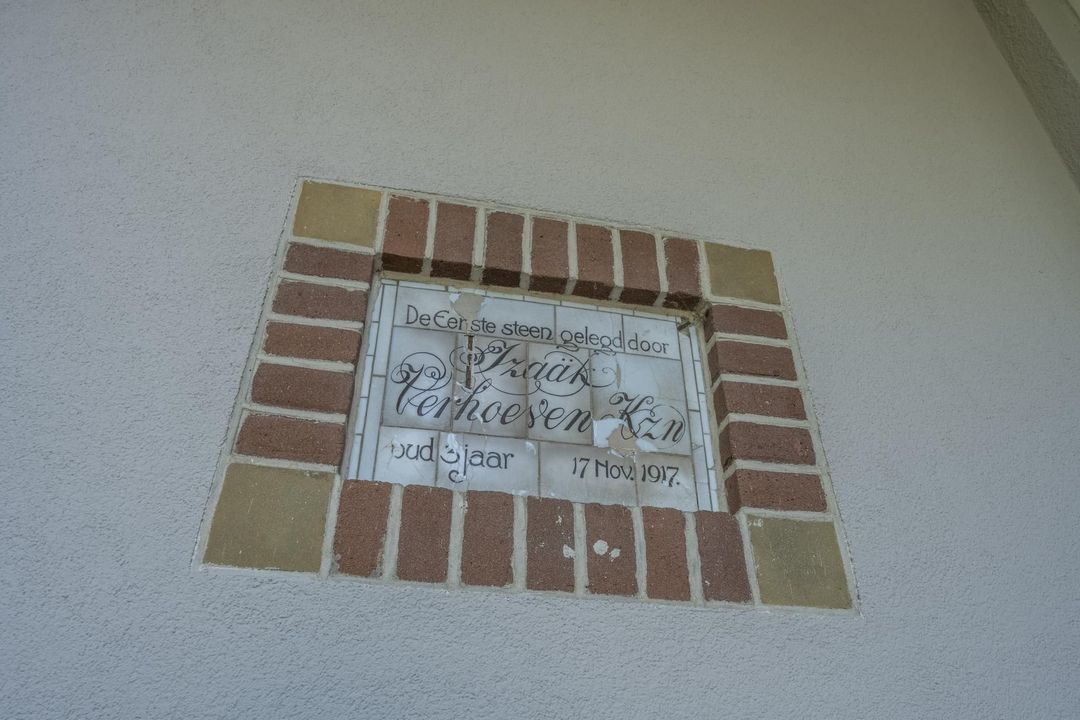 De Eerste steen gelegd door
Izaäk
Verhoeven Kzn
oud 3 jaar 17 Nov. 1917.